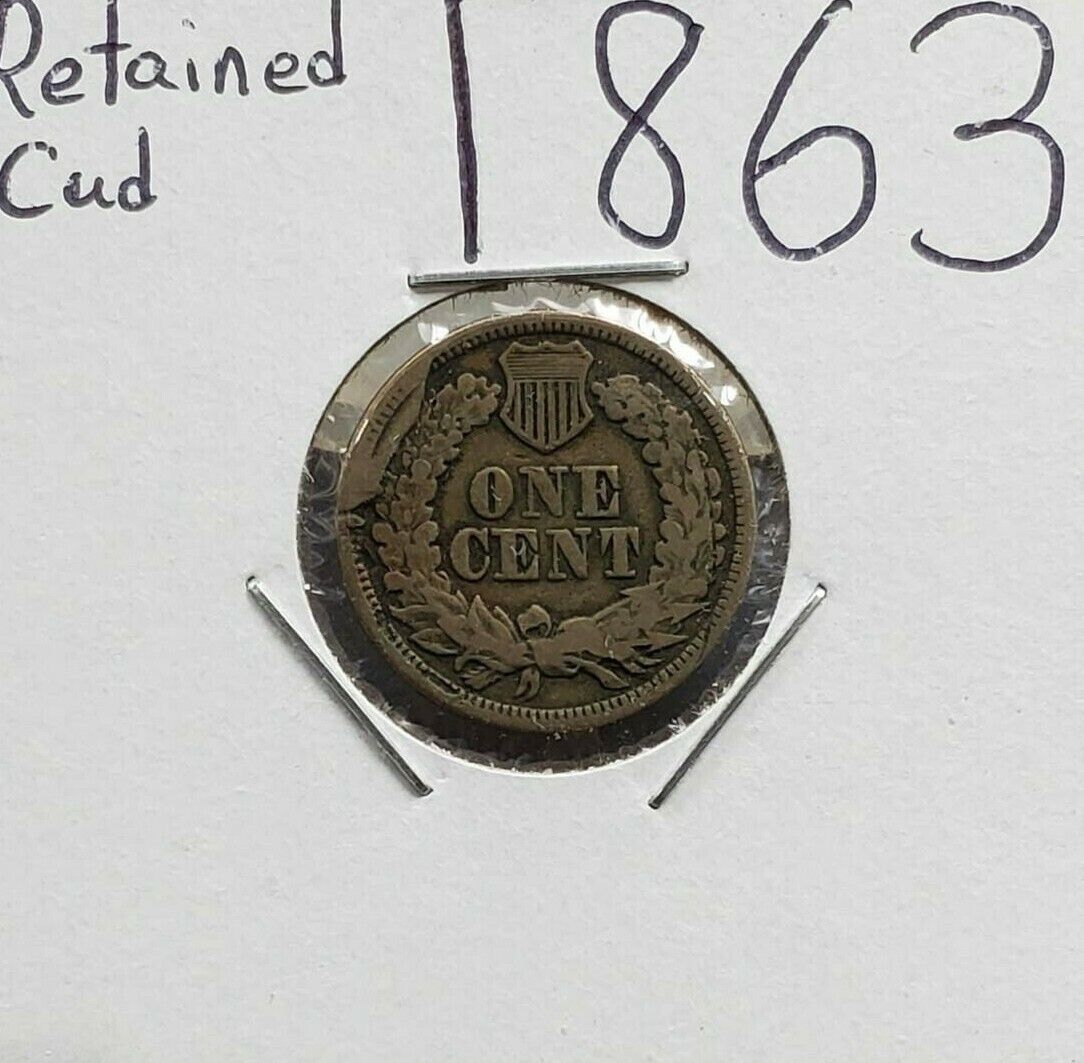 Retained 1863
Cud
ONE
CENT